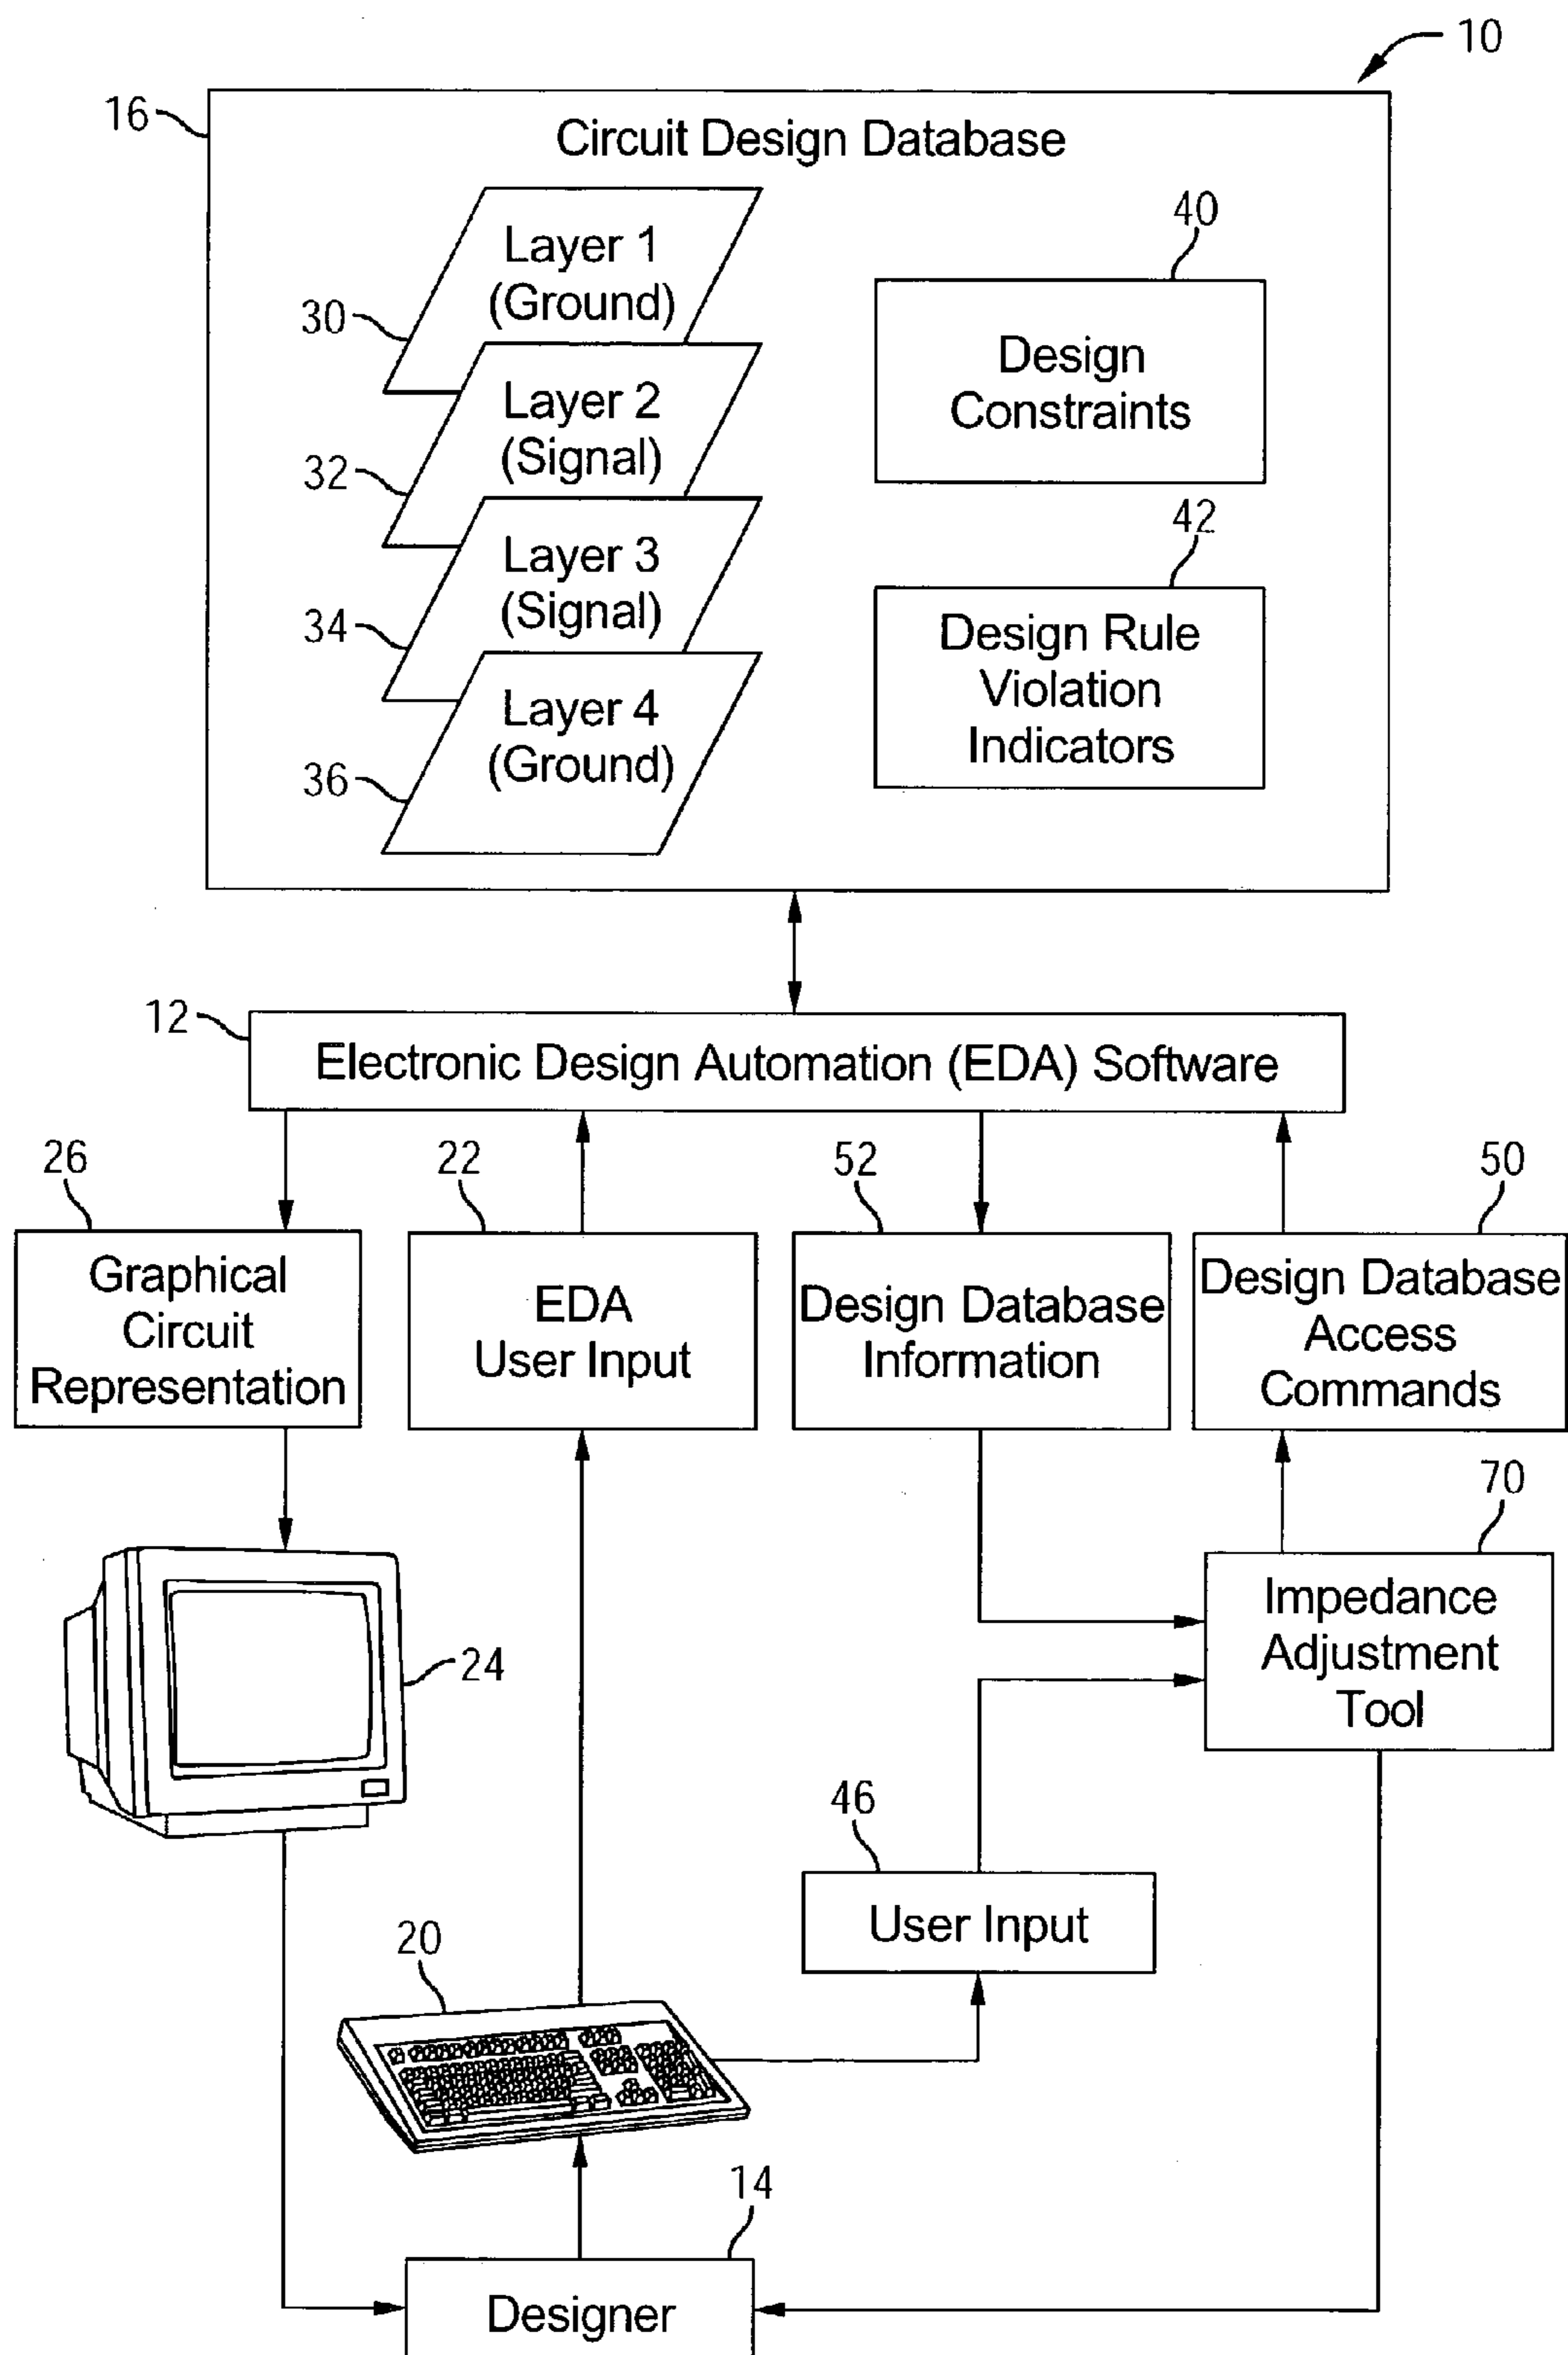 10
16
Circuit Design Database
Layer 1
(Ground)
30
Layer 2
(Signal)
32
Layer 3
(Signal)
34
Layer 4
(Ground)
36
40
Design
Constraints
42
Design Rule
Violation
Indicators
12
Electronic Design Automation (EDA) Software
26
Graphical
Circuit
Representation
22
EDA
User Input
52
Design Database
Information
50
Design Database
Access
Commands
70
Impedance
Adjustment
Tool
24
46
User Input
20
14
Designer